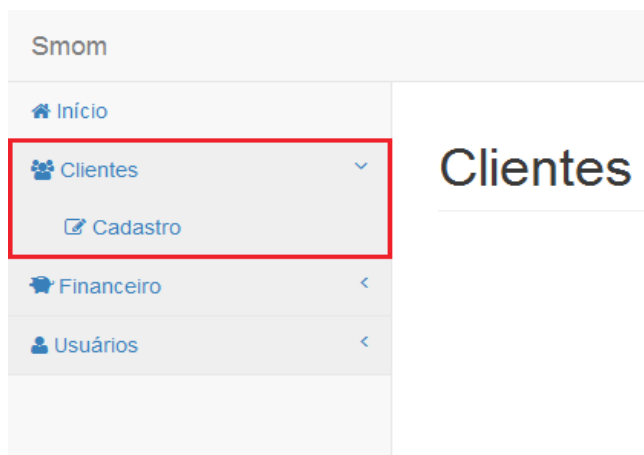 Smom
Início
Clientes
Cadastro
Financeiro
Usuários
Clientes